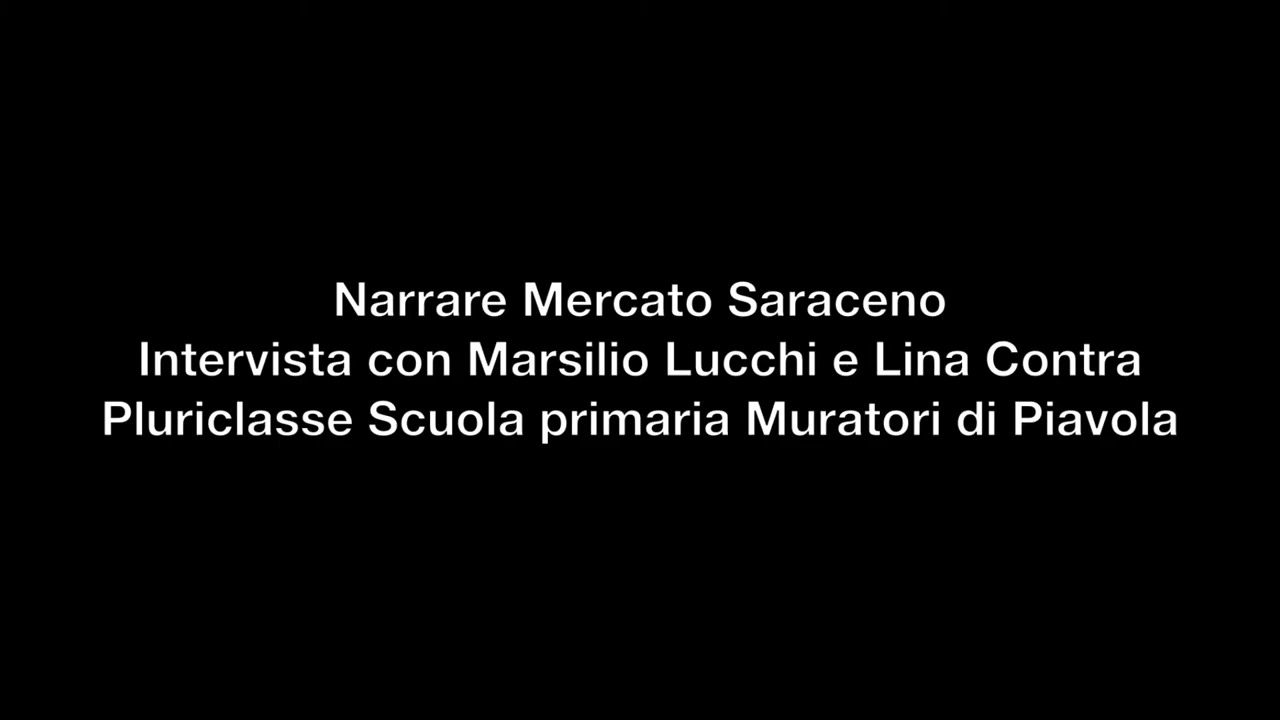 Narrare Mercato Saraceno
Intervista con Marsilio Lucchi e Lina Contra
Pluriclasse Scuola primaria Muratori di Piavola